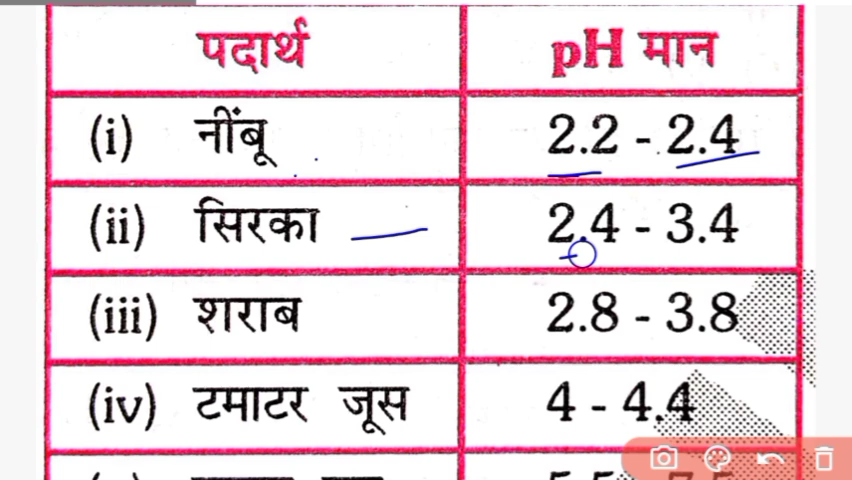 पदार्थ pH मान
(i) नींबू 2.2 - 2.4
(ii) सिरका 2.4 - 3.4
(iii) शराब 2.8 - 3.8
(iv) टमाटर जूस 4 - 4.4